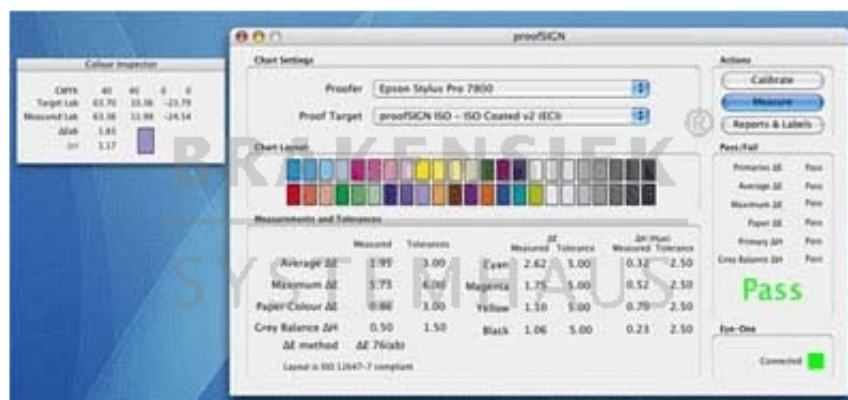 proofSIGN
Colour Inspector
CMYK 40 40 0 0
Target Lab 63.70 10.36 -23.79
Measured Lab 63.36 11.99 -24.54
ΔEab 1.83
1.17
Chart Settings
Proofer Epson Stylus Pro 7800
Proof Target proofSIGN ISO - ISO Coated v2 (ECI)
Chart Layout
Measurements and Tolerances
Measured Tolerances
Average ΔE 1.95 3.00
Maximum ΔE 5.73 6.00
Paper Colour ΔE 0.66 3.00
Grey Balance ΔH 0.50 1.50
ΔE method ΔE 76(ab)
Layout is ISO 12647-7 compliant
ΔE ΔH (Hue)
Measured Tolerance Measured Tolerance
Cyan 2.62 5.00 0.32 2.50
Magenta 1.75 5.00 0.52 2.50
Yellow 1.10 5.00 0.79 2.50
Black 1.06 5.00 0.23 2.50
Actions
Calibrate
Measure
Reports & Labels
Pass/Fail
Primaries ΔE Pass
Average ΔE Pass
Maximum ΔE Pass
Paper ΔE Pass
Primary ΔH Pass
Grey Balance ΔH Pass
Pass
Eye-One
Connected
BRAKENSIEK®
SYSTEMHAUS